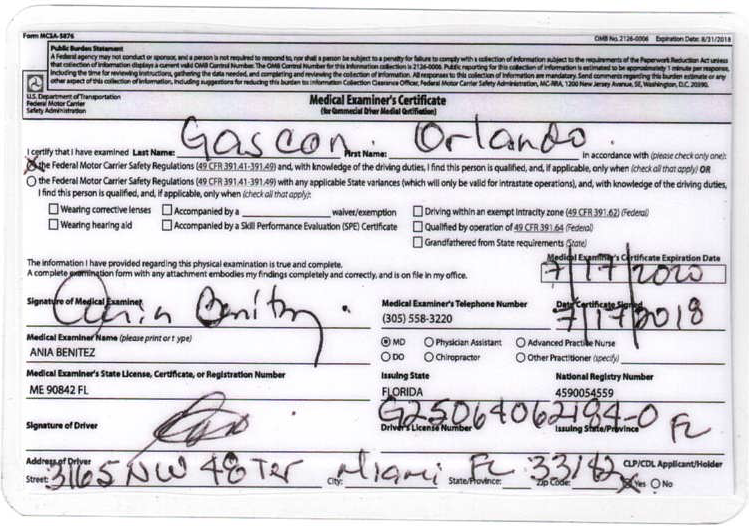 Form MCSA-5876 OMB No. 2126-0006 Expiration Date: 8/31/2018
Public Burden Statement
A Federal agency may not conduct or sponsor, and a person is not required to respond to, nor shall a person be subject to a penalty for failure to comply with a collection of information subject to the requirements of the Paperwork Reduction Act unless
that collection of information displays a current valid OMB Control Number. The OMB Control Number for this information collection is 2126-0006. Public reporting for this collection of information is estimated to be approximately 1 minute per response,
including the time for reviewing instructions, gathering the data needed, and completing and reviewing the collection of information. All responses to this collection of information are mandatory. Send comments regarding this burden estimate or any
other aspect of this collection of information, including suggestions for reducing this burden to: Information Collection Clearance Officer, Federal Motor Carrier Safety Administration, MC-RRA, 1200 New Jersey Avenue, SE, Washington, D.C. 20590.
U.S. Department of Transportation
Federal Motor Carrier
Safety Administration
Medical Examiner's Certificate
(for Commercial Driver Medical Certification)
I certify that I have examined Last Name: Gascon First Name: Orlando in accordance with (please check only one):
the Federal Motor Carrier Safety Regulations (49 CFR 391.41-391.49) and, with knowledge of the driving duties, I find this person is qualified, and, if applicable, only when (check all that apply) OR
the Federal Motor Carrier Safety Regulations (49 CFR 391.41-391.49) with any applicable State variances (which will only be valid for intrastate operations), and, with knowledge of the driving duties,
I find this person is qualified, and, if applicable, only when (check all that apply):
Wearing corrective lenses Accompanied by a waiver/exemption Driving within an exempt intracity zone (49 CFR 391.62) (Federal)
Wearing hearing aid Accompanied by a Skill Performance Evaluation (SPE) Certificate Qualified by operation of 49 CFR 391.64 (Federal)
Grandfathered from State requirements (State)
The information I have provided regarding this physical examination is true and complete.
A complete examination form with any attachment embodies my findings completely and correctly, and is on file in my office.
Medical Examiner's Certificate Expiration Date
7/17/2020
Signature of Medical Examiner Ania Benitez
Medical Examiner's Telephone Number
(305) 558-3220
Date Certificate Signed
7/17/2018
Medical Examiner Name (please print or type)
ANIA BENITEZ
MD Physician Assistant Advanced Practice Nurse
DO Chiropractor Other Practitioner (specify)
Medical Examiner's State License, Certificate, or Registration Number
ME 90842 FL
Issuing State
FLORIDA
National Registry Number
4590054559
Signature of Driver
G25064062184-0 FL
Driver's License Number Issuing State/Province
Address of Driver
Street: 3165 NW 48 Ter City: Miami State/Province: FL Zip Code: 33182
CLP/CDL Applicant/Holder
Yes No